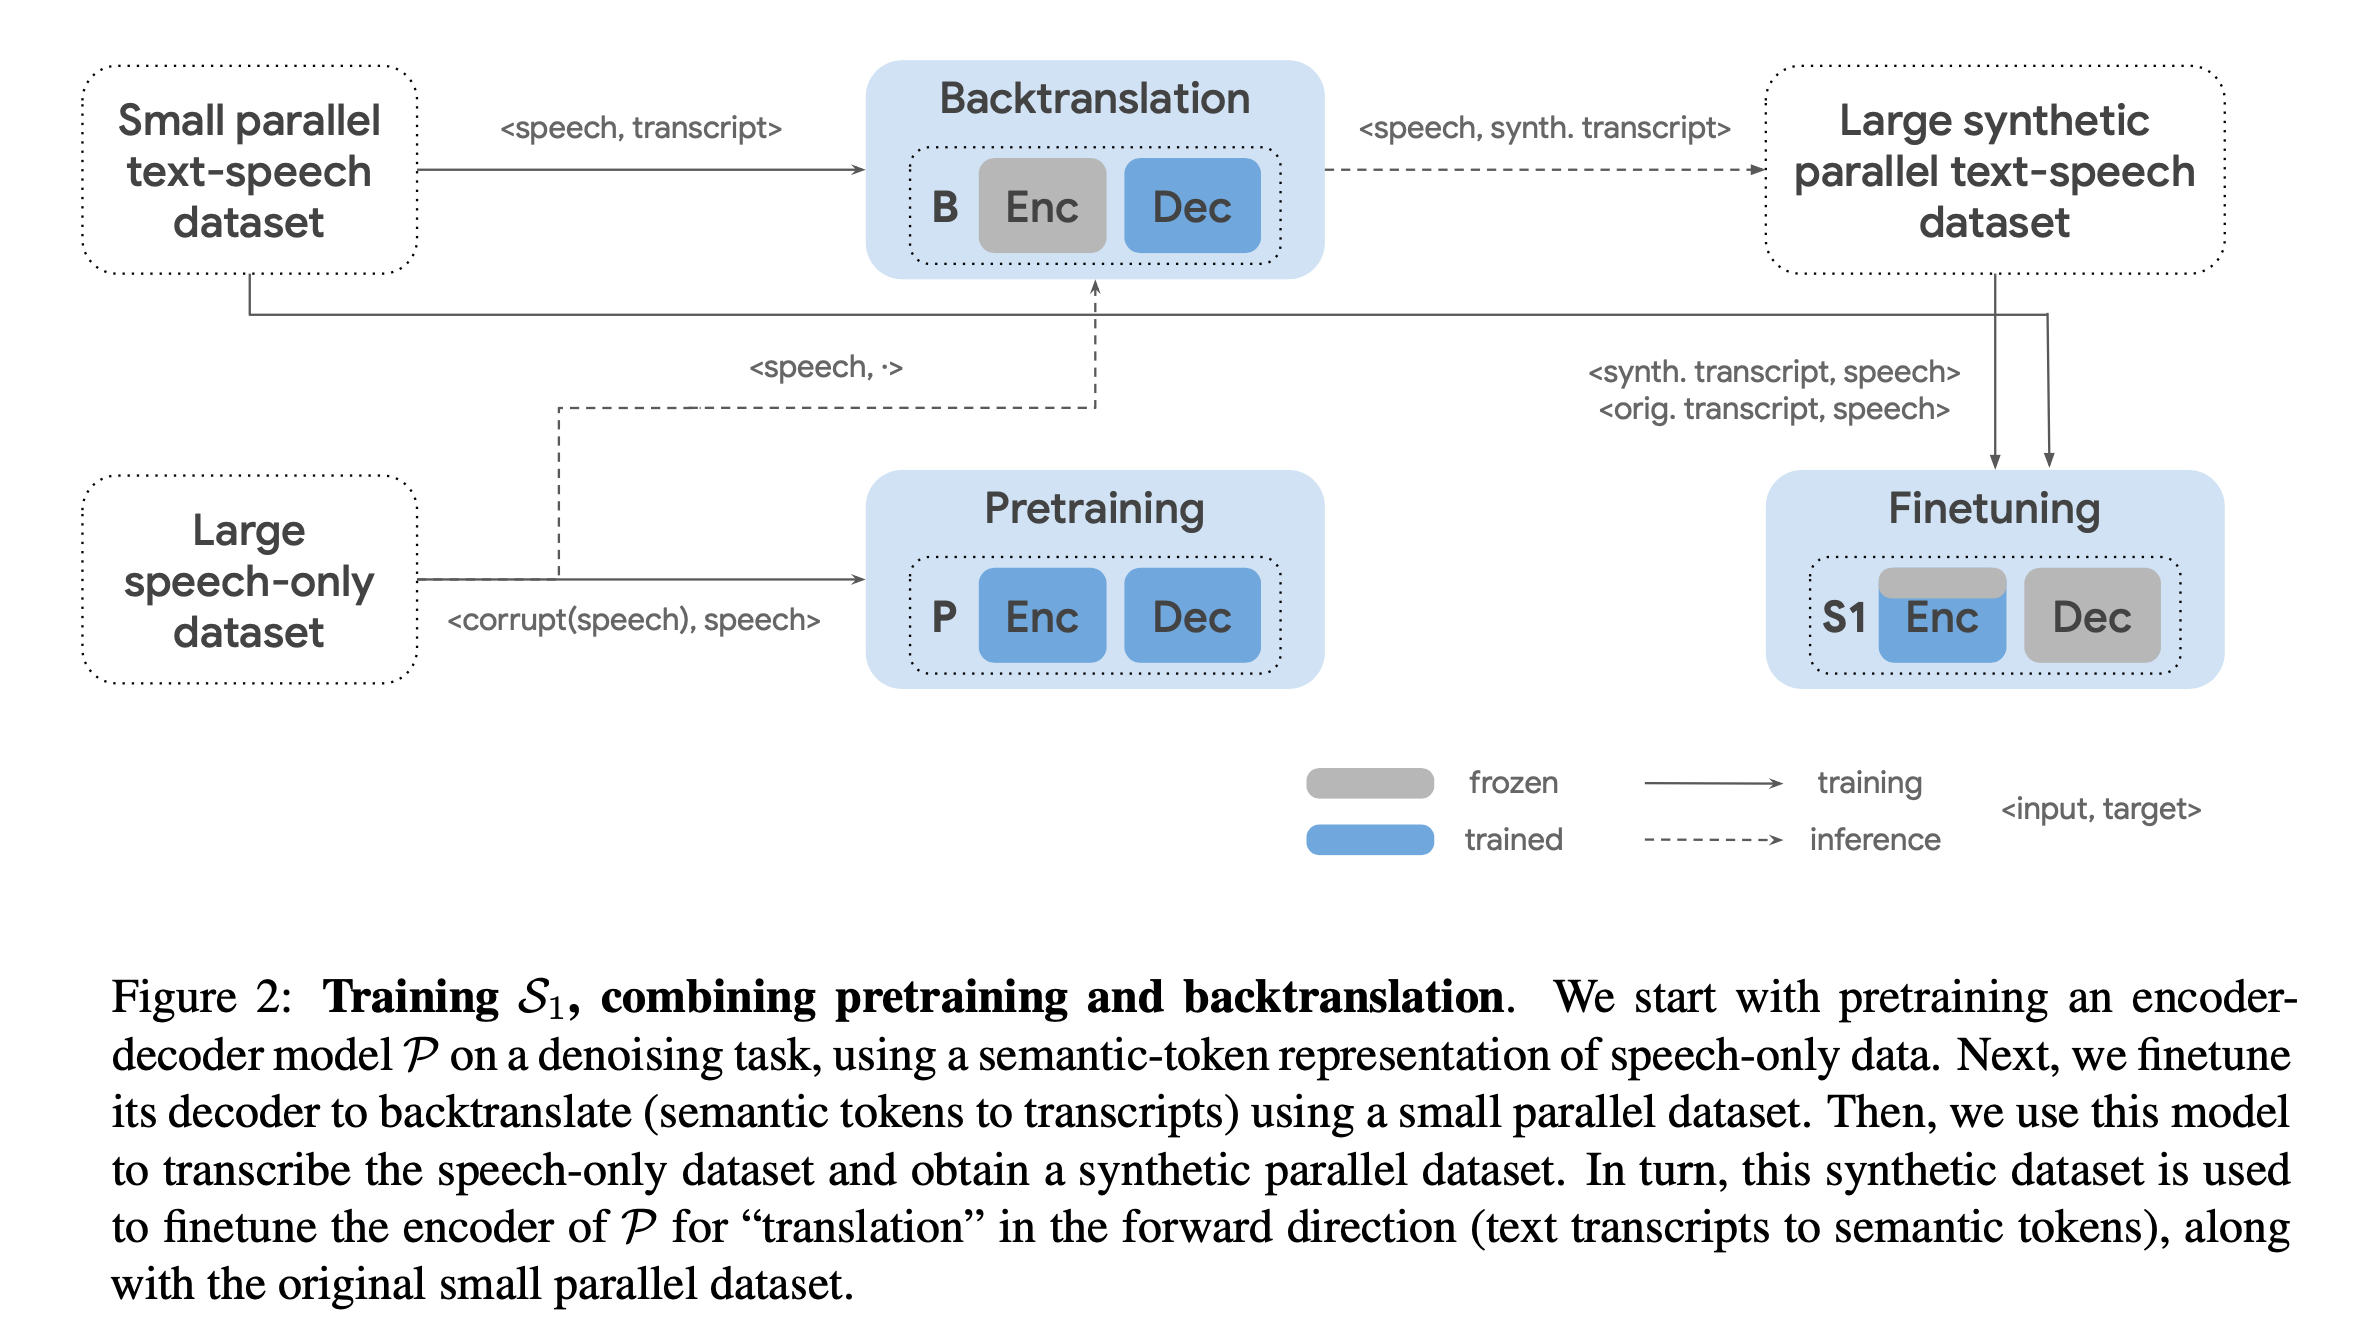 Small parallel
text-speech
dataset
<speech, transcript>
Backtranslation
B Enc Dec
<speech, synth. transcript>
Large synthetic
parallel text-speech
dataset
<speech, ·>
<synth. transcript, speech>
<orig. transcript, speech>
Large
speech-only
dataset
<corrupt(speech), speech>
Pretraining
P Enc Dec
Finetuning
S1 Enc Dec
frozen training
<input, target>
trained inference
Figure 2: Training 𝒮₁, combining pretraining and backtranslation. We start with pretraining an encoder-
decoder model 𝒫 on a denoising task, using a semantic-token representation of speech-only data. Next, we finetune
its decoder to backtranslate (semantic tokens to transcripts) using a small parallel dataset. Then, we use this model
to transcribe the speech-only dataset and obtain a synthetic parallel dataset. In turn, this synthetic dataset is used
to finetune the encoder of 𝒫 for “translation” in the forward direction (text transcripts to semantic tokens), along
with the original small parallel dataset.